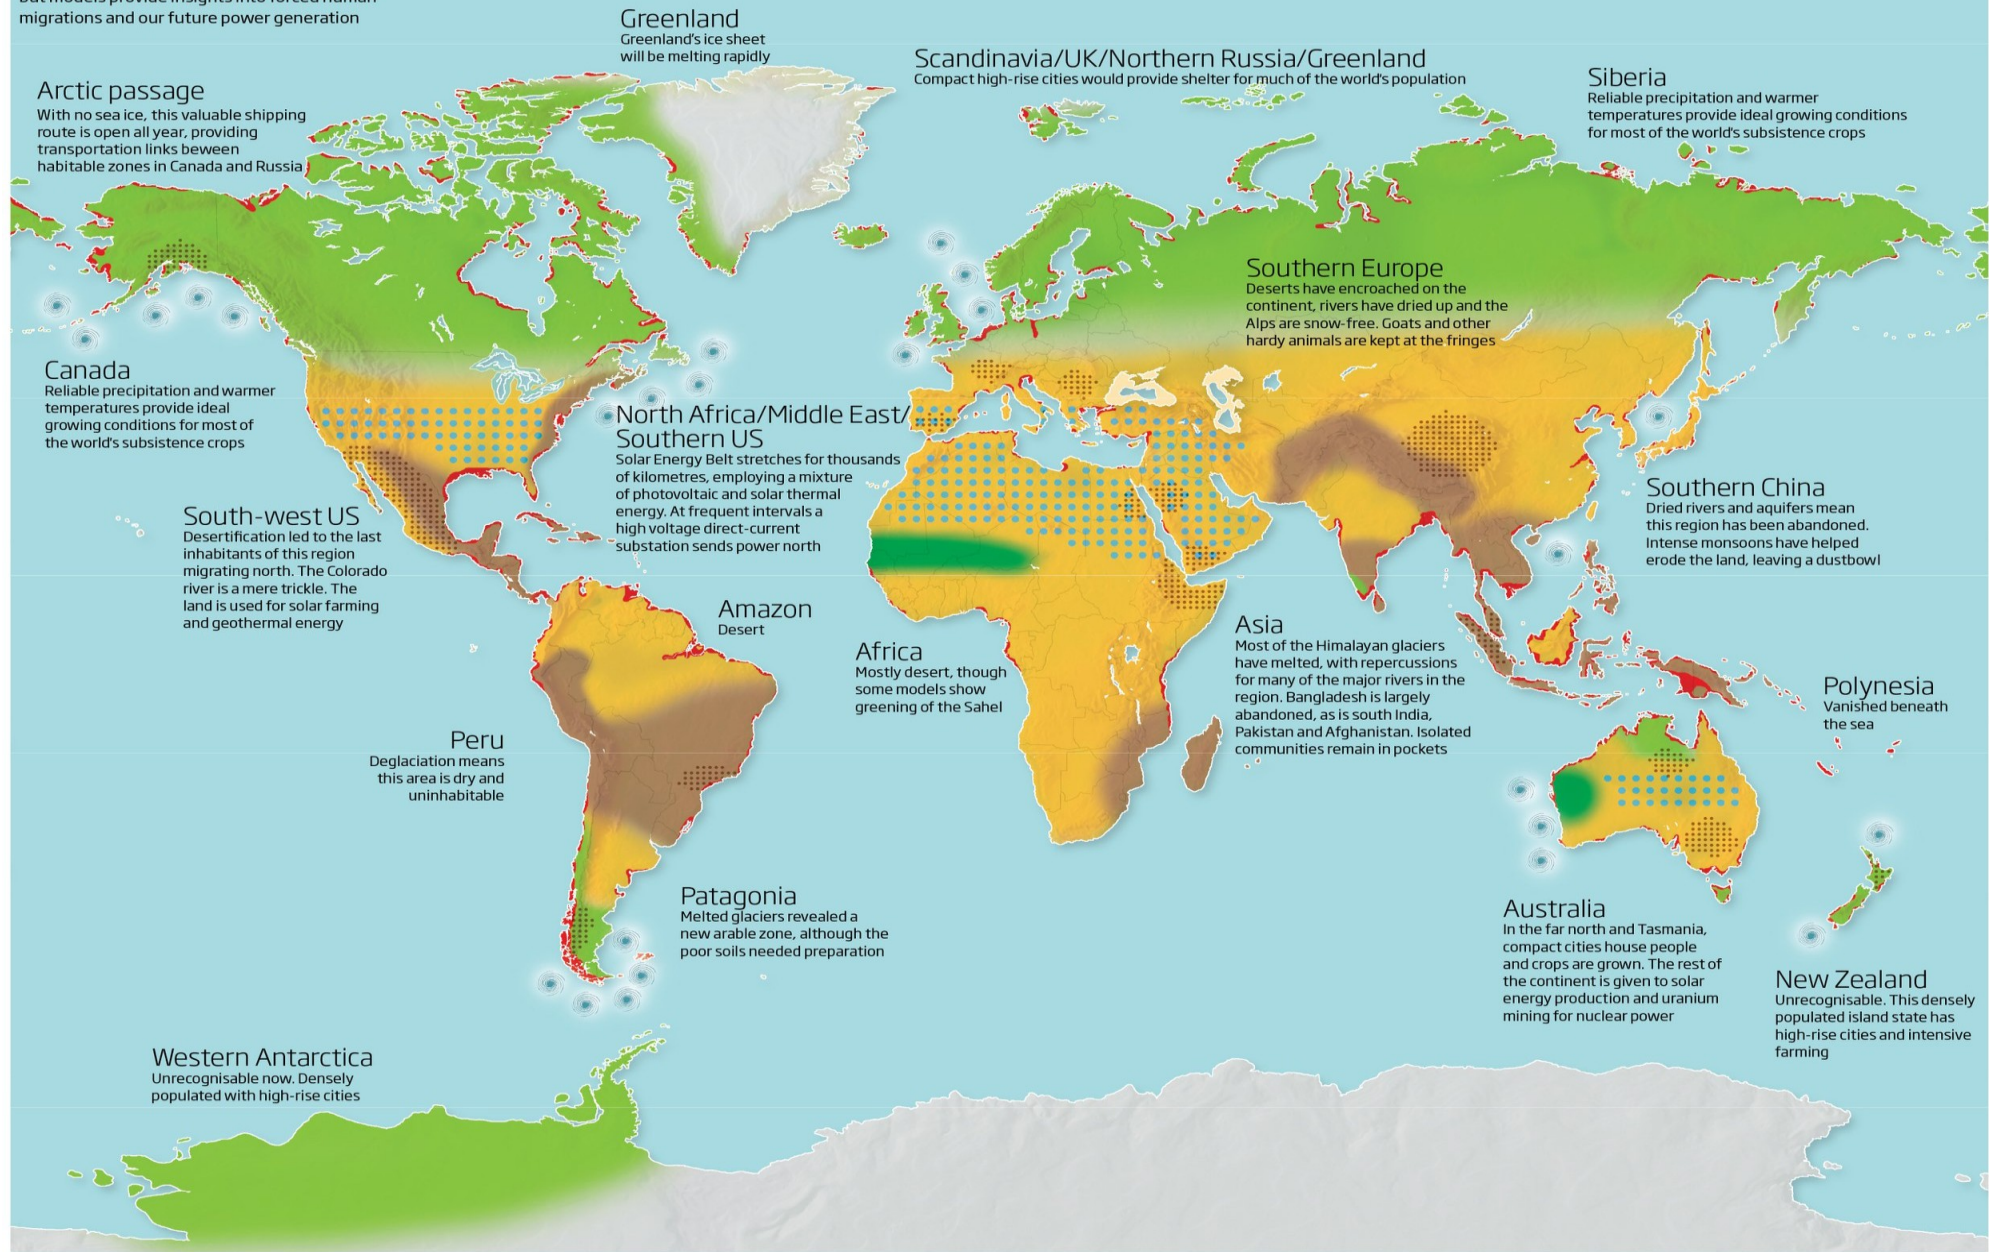 but models provide insights into forced human
migrations and our future power generation
Greenland
Greenland's ice sheet
will be melting rapidly
Scandinavia/UK/Northern Russia/Greenland
Compact high-rise cities would provide shelter for much of the world's population
Siberia
Reliable precipitation and warmer
temperatures provide ideal growing conditions
for most of the world's subsistence crops
Arctic passage
With no sea ice, this valuable shipping
route is open all year, providing
transportation links beween
habitable zones in Canada and Russia
Southern Europe
Deserts have encroached on the
continent, rivers have dried up and the
Alps are snow-free. Goats and other
hardy animals are kept at the fringes
Canada
Reliable precipitation and warmer
temperatures provide ideal
growing conditions for most of
the world's subsistence crops
North Africa/Middle East/
Southern US
Solar Energy Belt stretches for thousands
of kilometres, employing a mixture
of photovoltaic and solar thermal
energy. At frequent intervals a
high voltage direct-current
substation sends power north
South-west US
Desertification led to the last
inhabitants of this region
migrating north. The Colorado
river is a mere trickle. The
land is used for solar farming
and geothermal energy
Southern China
Dried rivers and aquifers mean
this region has been abandoned.
Intense monsoons have helped
erode the land, leaving a dustbowl
Amazon
Desert
Africa
Mostly desert, though
some models show
greening of the Sahel
Asia
Most of the Himalayan glaciers
have melted, with repercussions
for many of the major rivers in the
region. Bangladesh is largely
abandoned, as is south India,
Pakistan and Afghanistan. Isolated
communities remain in pockets
Polynesia
Vanished beneath
the sea
Peru
Deglaciation means
this area is dry and
uninhabitable
Patagonia
Melted glaciers revealed a
new arable zone, although the
poor soils needed preparation
Australia
In the far north and Tasmania,
compact cities house people
and crops are grown. The rest of
the continent is given to solar
energy production and uranium
mining for nuclear power
New Zealand
Unrecognisable. This densely
populated island state has
high-rise cities and intensive
farming
Western Antarctica
Unrecognisable now. Densely
populated with high-rise cities